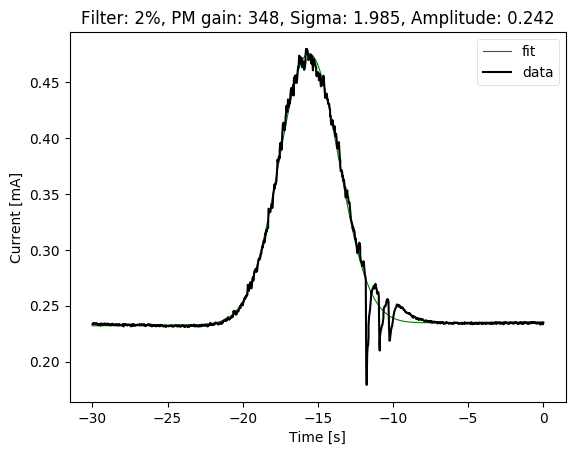 Filter: 2%, PM gain: 348, Sigma: 1.985, Amplitude: 0.242
fit
data
0.45
0.40
0.35
0.30
0.25
0.20
Current [mA]
−30
−25
−20
−15
−10
−5
0
Time [s]